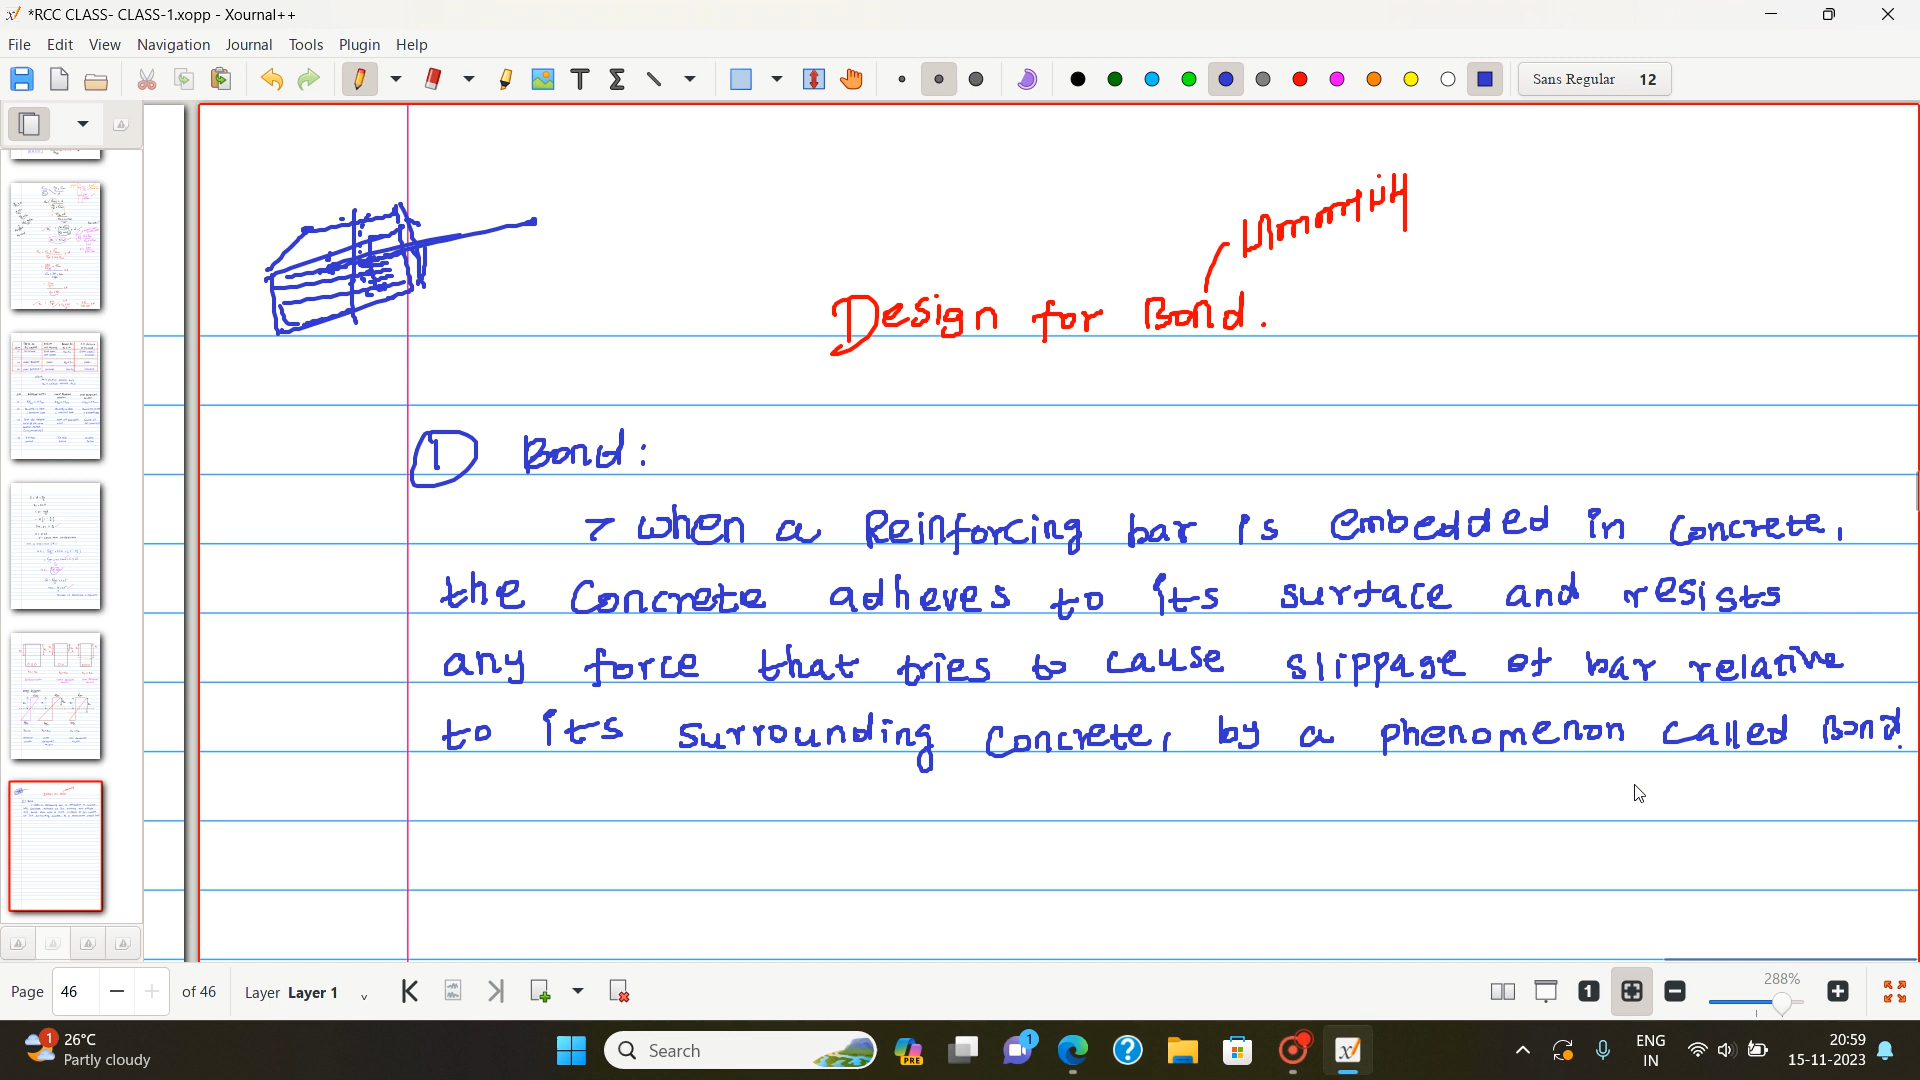 *RCC CLASS- CLASS-1.xopp - Xournal++
File Edit View Navigation Journal Tools Plugin Help
Sans Regular 12
Design for Bond.
1 Bond:
when a Reinforcing bar is embedded in concrete,
the Concrete adheves to its surface and resists
any force that tries to cause slippage of bar relative
to its surrounding concrete, by a phenomenon called Bond.
Page 46 of 46 Layer Layer 1 288%
26°C
Partly cloudy
Search
PRE
ENG
IN
20:59
15-11-2023